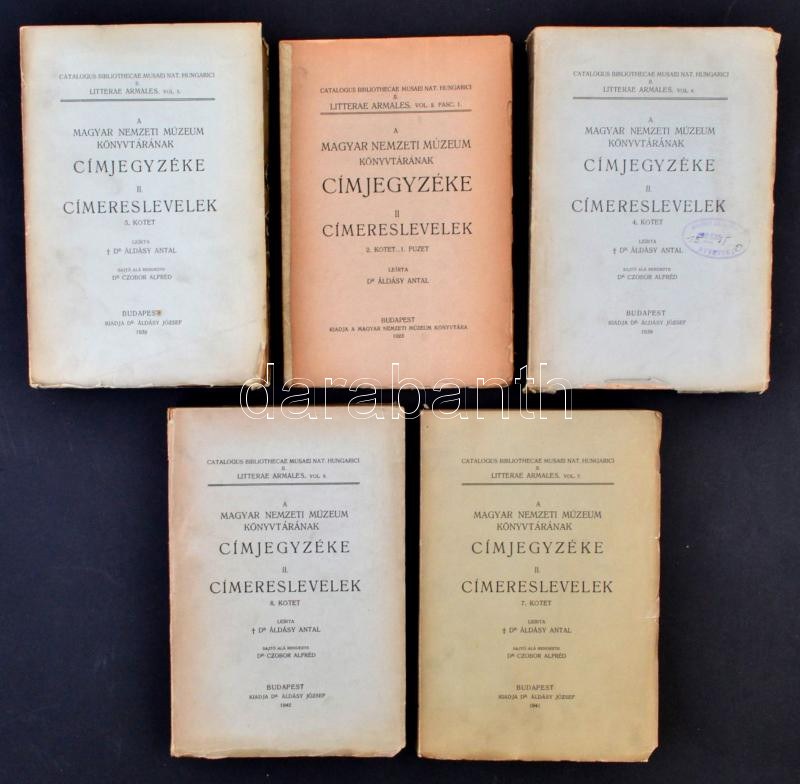 CATALOGUS BIBLIOTHECAE MUSAEI NAT. HUNGARICI
II.
LITTERAE ARMALES. VOL. 5.
A
MAGYAR NEMZETI MÚZEUM
KÖNYVTÁRÁNAK
CÍMJEGYZÉKE
II.
CÍMERESLEVELEK
5. KÖTET
LEÍRTA
† DR ÁLDÁSY ANTAL
SAJTÓ ALÁ RENDEZTE
DR CZOBOR ALFRÉD
BUDAPEST
KIADJA DR. ÁLDÁSY JÓZSEF
CATALOGUS BIBLIOTHECAE MUSAEI NAT. HUNGARICI
II.
LITTERAE ARMALES. VOL. 2. FASC. 1.
A
MAGYAR NEMZETI MÚZEUM
KÖNYVTÁRÁNAK
CÍMJEGYZÉKE
II
CÍMERESLEVELEK
2. KÖTET. 1. FÜZET
LEÍRTA
DR ÁLDÁSY ANTAL
BUDAPEST
KIADJA A MAGYAR NEMZETI MÚZEUM KÖNYVTÁRA
1923
CATALOGUS BIBLIOTHECAE MUSAEI NAT. HUNGARICI
II.
LITTERAE ARMALES. VOL. 4.
A
MAGYAR NEMZETI MÚZEUM
KÖNYVTÁRÁNAK
CÍMJEGYZÉKE
II.
CÍMERESLEVELEK
4. KÖTET
LEÍRTA
† DR ÁLDÁSY ANTAL
SAJTÓ ALÁ RENDEZTE
DR CZOBOR ALFRÉD
BUDAPEST
KIADJA DR. ÁLDÁSY JÓZSEF
darabanth
CATALOGUS BIBLIOTHECAE MUSAEI NAT. HUNGARICI
II.
LITTERAE ARMALES. VOL.
A
MAGYAR NEMZETI MÚZEUM
KÖNYVTÁRÁNAK
CÍMJEGYZÉKE
II.
CÍMERESLEVELEK
KÖTET
LEÍRTA
† DR ÁLDÁSY ANTAL
SAJTÓ ALÁ RENDEZTE
DR CZOBOR ALFRÉD
BUDAPEST
KIADJA DR. ÁLDÁSY JÓZSEF
1942
CATALOGUS BIBLIOTHECAE MUSAEI NAT. HUNGARICI
II.
LITTERAE ARMALES. VOL. 7.
A
MAGYAR NEMZETI MÚZEUM
KÖNYVTÁRÁNAK
CÍMJEGYZÉKE
II.
CÍMERESLEVELEK
7. KÖTET
LEÍRTA
† DR ÁLDÁSY ANTAL
SAJTÓ ALÁ RENDEZTE
DR CZOBOR ALFRÉD
BUDAPEST
KIADJA DR. ÁLDÁSY JÓZSEF
1941